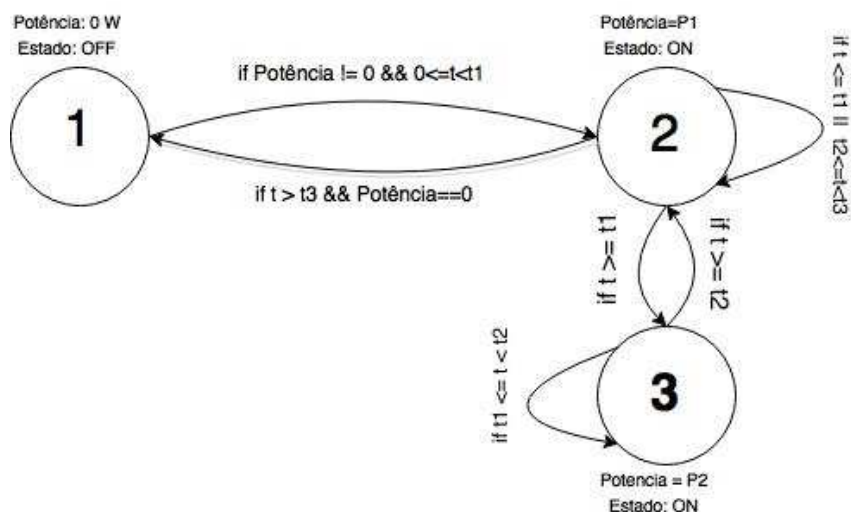 Potência: 0 W
Estado: OFF
1
if Potência != 0 && 0<=t<t1
if t > t3 && Potência==0
Potência=P1
Estado: ON
2
if t <= t1 || t2<=t<t3
if t >= t1
if t >= t2
if t1 <= t < t2
3
Potencia = P2
Estado: ON